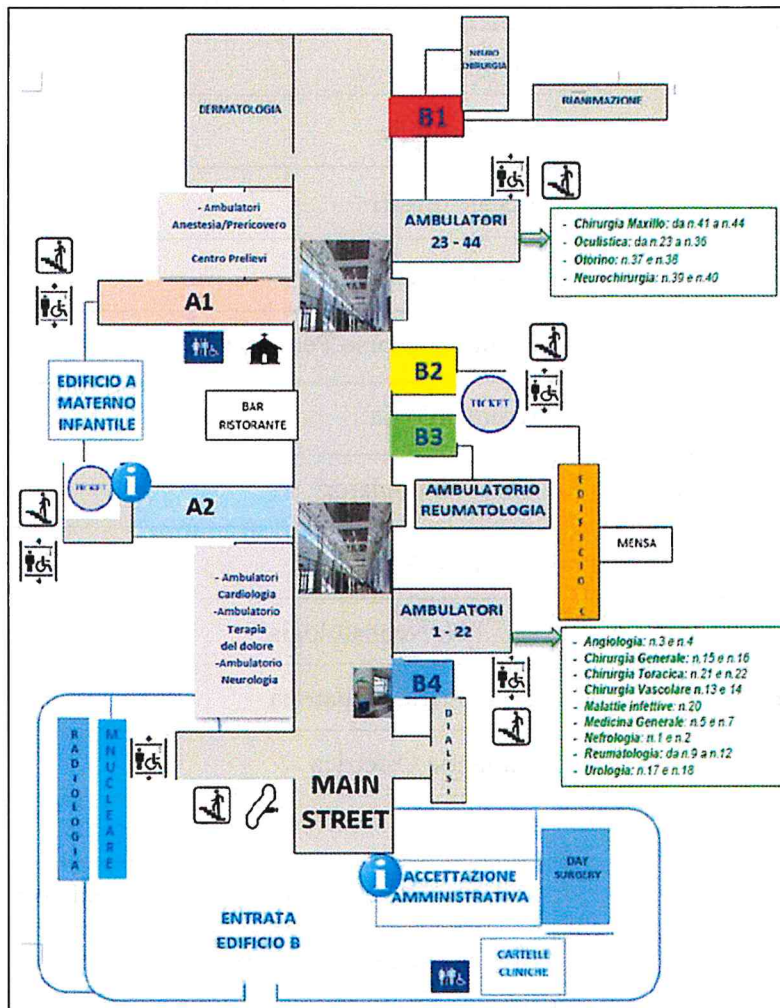 NEURO
CHIRURGIA
DERMATOLOGIA
B1
RIANIMAZIONE
- Ambulatori
Anestesia/Prericovero
Centro Prelievi
AMBULATORI
23 - 44
- Chirurgia Maxillo: da n.41 a n.44
- Oculistica: da n.23 a n.36
- Otorino: n.37 e n.38
- Neurochirurgia: n.39 e n.40
A1
EDIFICIO A
MATERNO
INFANTILE
BAR
RISTORANTE
B2
TICKET
B3
TICKET
i
A2
AMBULATORIO
REUMATOLOGIA
EDIFICIO C
MENSA
- Ambulatori
Cardiologia
-Ambulatorio
Terapia
del dolore
-Ambulatorio
Neurologia
AMBULATORI
1 - 22
- Angiologia: n.3 e n.4
- Chirurgia Generale: n.15 e n.16
- Chirurgia Toracica: n.21 e n.22
- Chirurgia Vascolare n.13 e 14
- Malattie infettive: n.20
- Medicina Generale: n.5 e n.7
- Nefrologia: n.1 e n.2
- Reumatologia: da n.9 a n.12
- Urologia: n.17 e n.18
B4
DIALISI
RADIOLOGIA
MNUCLEARE
MAIN
STREET
i
ACCETTAZIONE
AMMINISTRATIVA
DAY
SURGERY
ENTRATA
EDIFICIO B
CARTELLE
CLINICHE